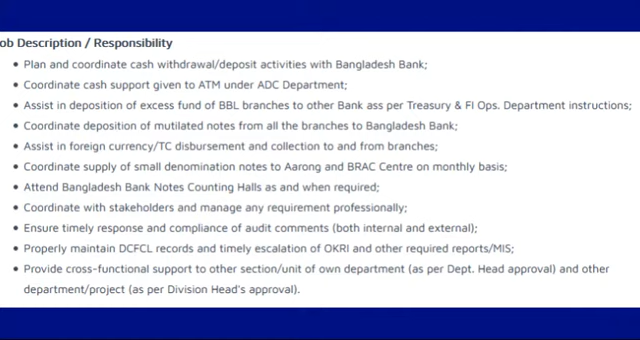 ob Description / Responsibility
• Plan and coordinate cash withdrawal/deposit activities with Bangladesh Bank;
• Coordinate cash support given to ATM under ADC Department;
• Assist in deposition of excess fund of BBL branches to other Bank ass per Treasury & FI Ops. Department instructions;
• Coordinate deposition of mutilated notes from all the branches to Bangladesh Bank;
• Assist in foreign currency/TC disbursement and collection to and from branches;
• Coordinate supply of small denomination notes to Aarong and BRAC Centre on monthly basis;
• Attend Bangladesh Bank Notes Counting Halls as and when required;
• Coordinate with stakeholders and manage any requirement professionally;
• Ensure timely response and compliance of audit comments (both internal and external);
• Properly maintain DCFCL records and timely escalation of OKRI and other required reports/MIS;
• Provide cross-functional support to other section/unit of own department (as per Dept. Head approval) and other
department/project (as per Division Head's approval).